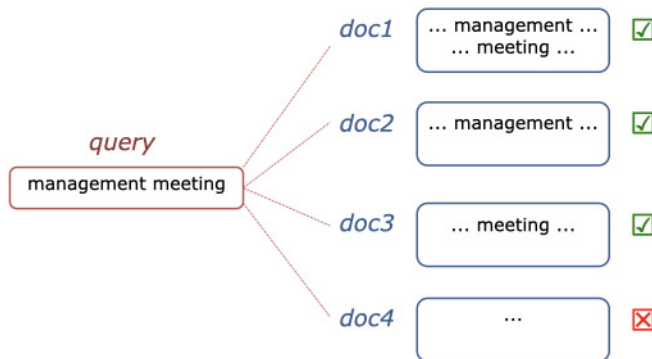 doc1
... management ...
... meeting ...
doc2
... management ...
query
management meeting
doc3
... meeting ...
doc4
...